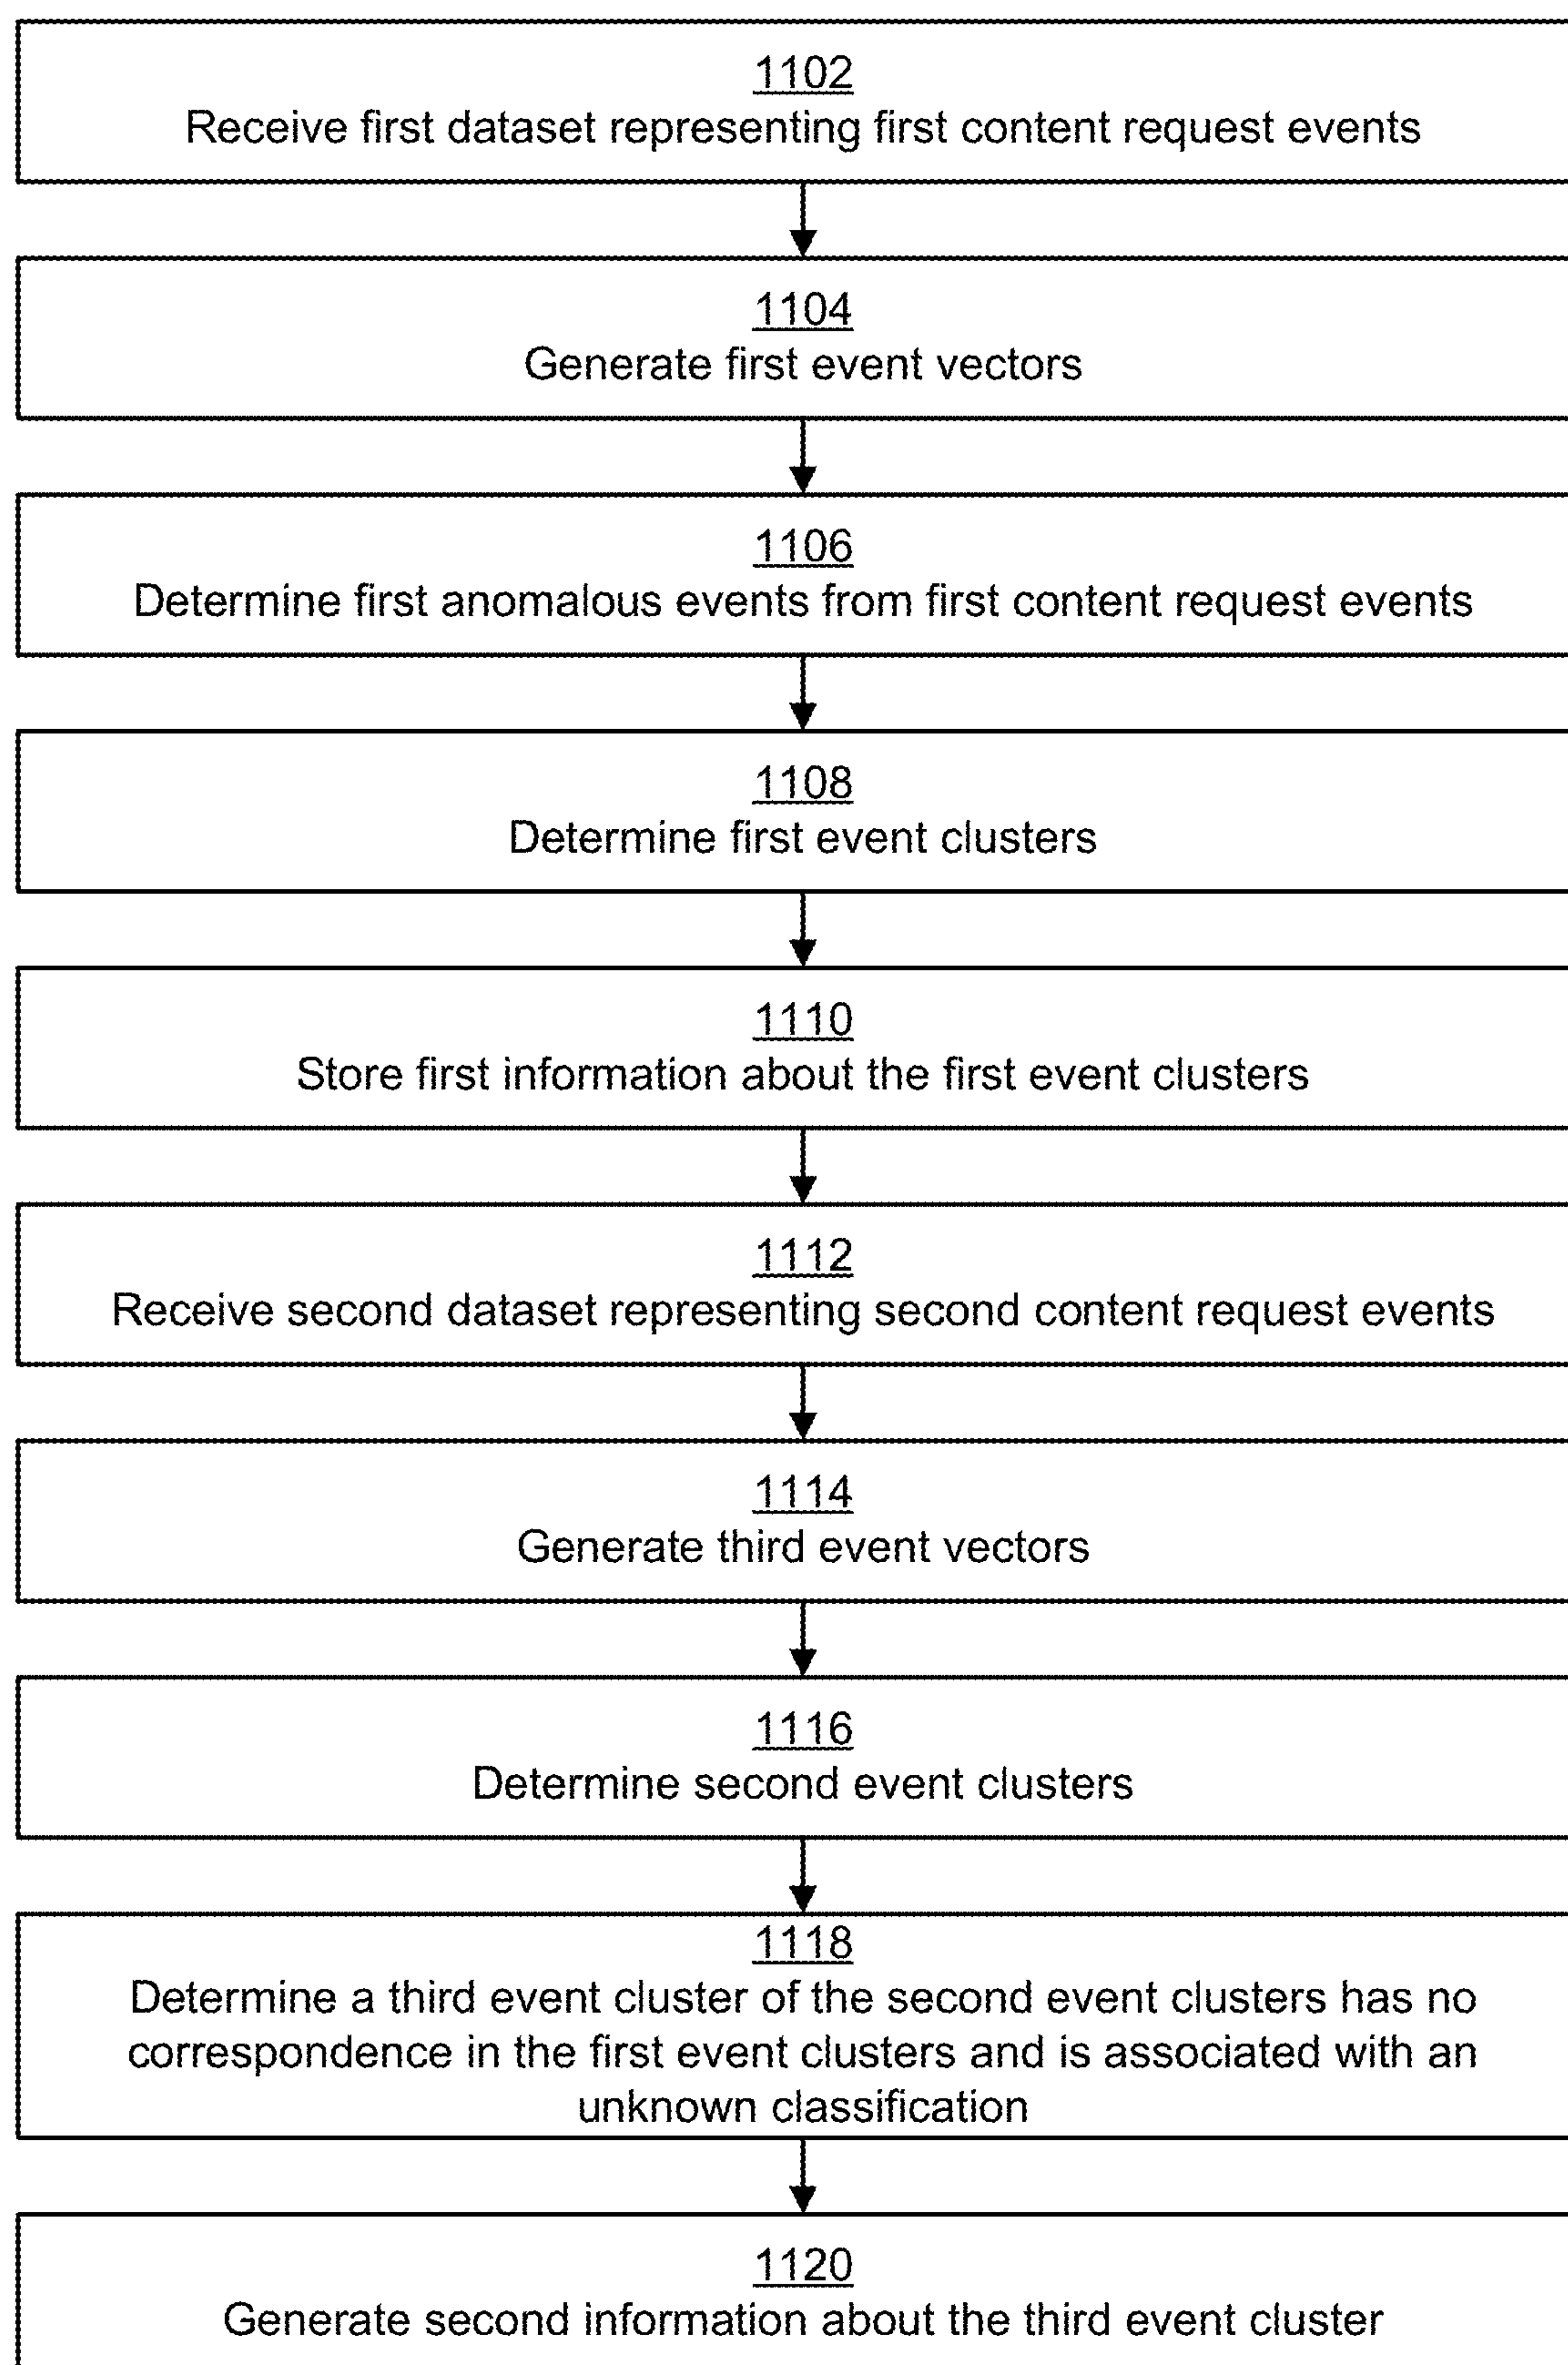 1102
Receive first dataset representing first content request events
1104
Generate first event vectors
1106
Determine first anomalous events from first content request events
1108
Determine first event clusters
1110
Store first information about the first event clusters
1112
Receive second dataset representing second content request events
1114
Generate third event vectors
1116
Determine second event clusters
1118
Determine a third event cluster of the second event clusters has no
correspondence in the first event clusters and is associated with an
unknown classification
1120
Generate second information about the third event cluster